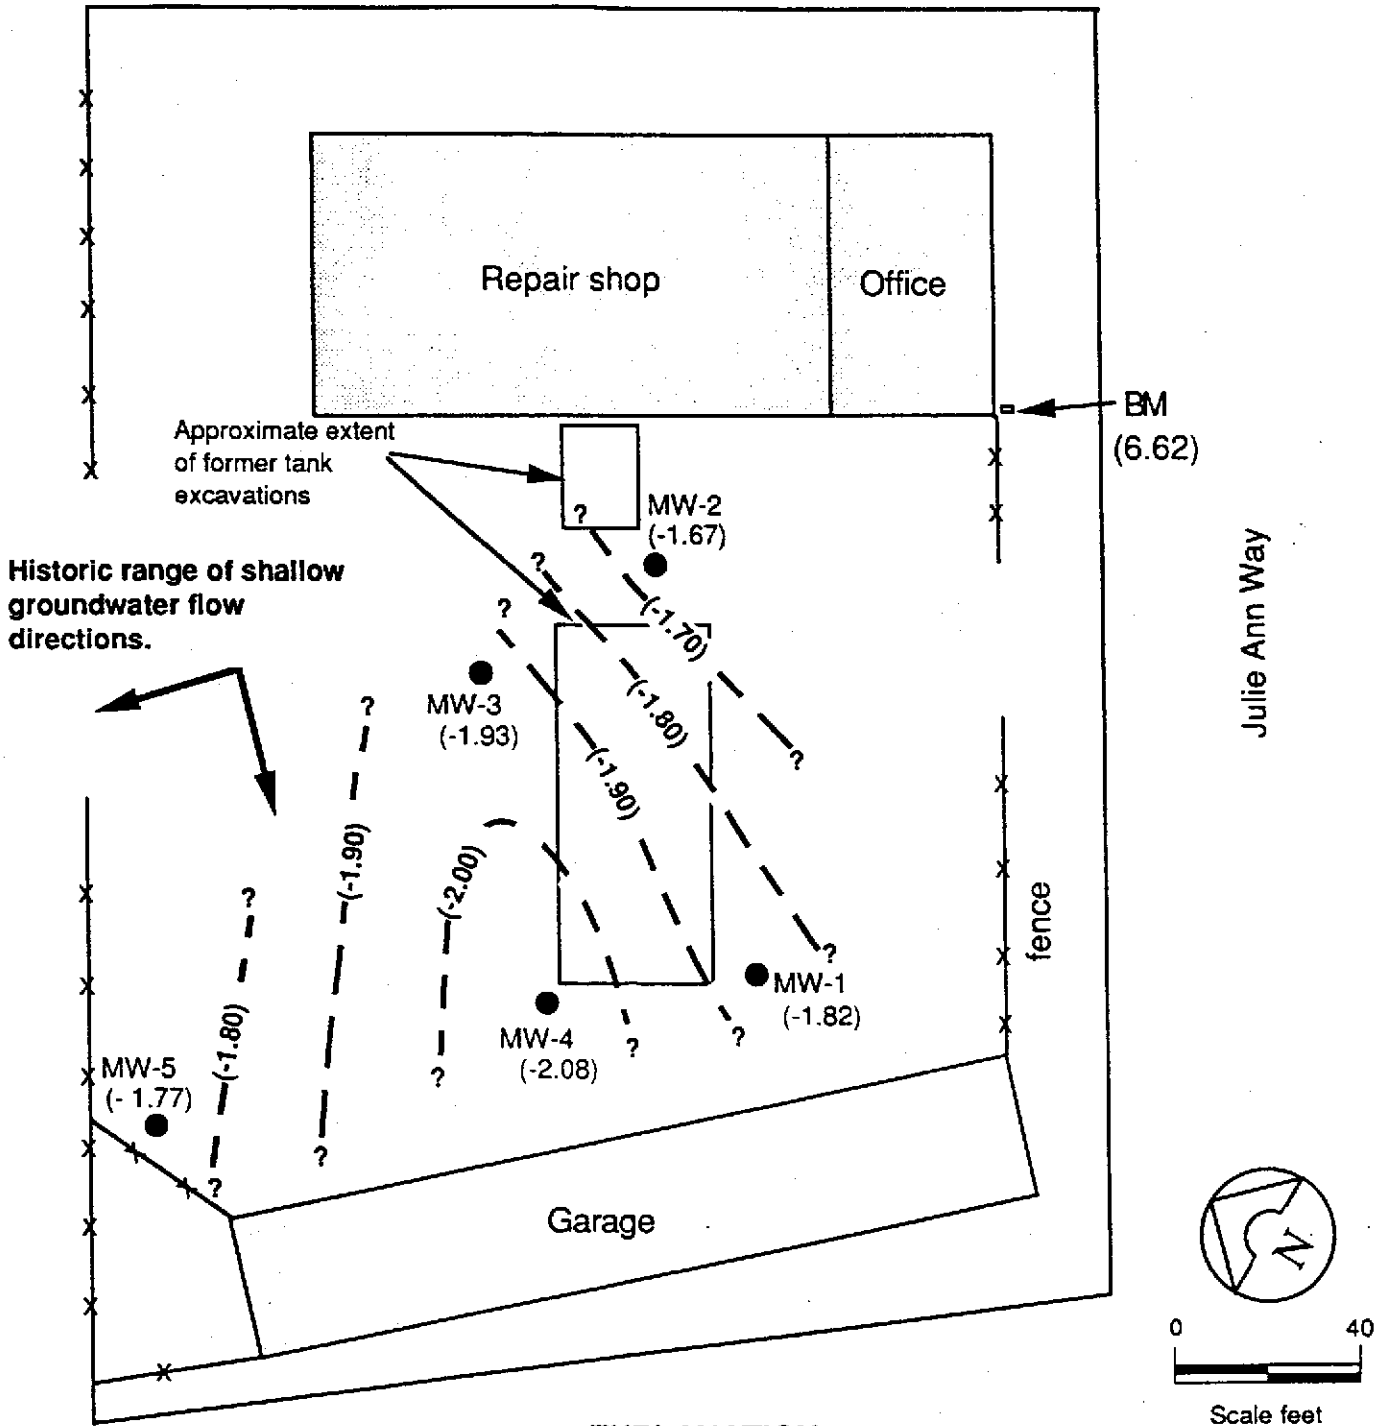 Repair shop
Office
BM
(6.62)
Approximate extent
of former tank
excavations
?
MW-2
(-1.67)
?
Historic range of shallow
groundwater flow
directions.
?
(-1.70)
Julie Ann Way
MW-3
(-1.93)
?
(-1.80)
?
(-1.90)
(-1.90)
(-2.00)
?
fence
?
MW-1
(-1.82)
(-1.80)
MW-4
(-2.08)
?
?
MW-5
(- 1.77)
?
?
?
Garage
N
0 40
Scale feet